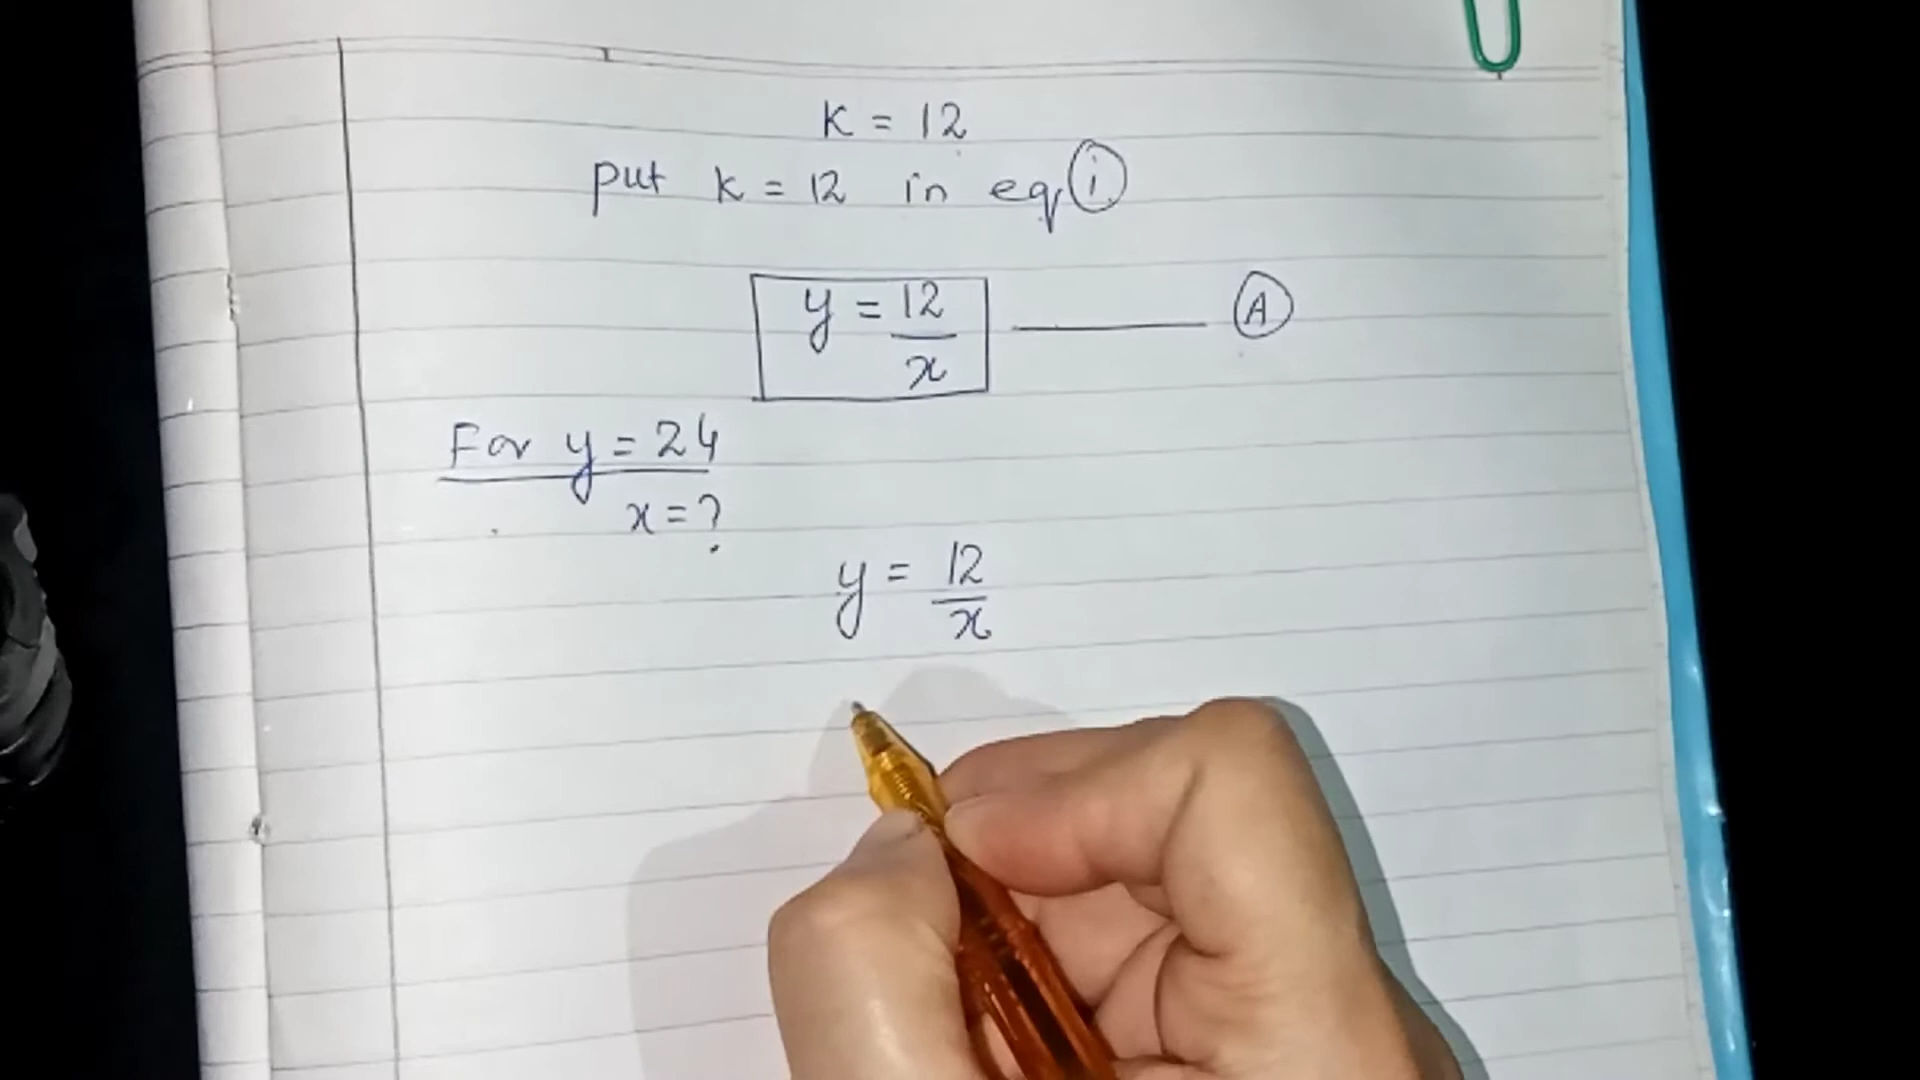 K = 12
put K = 12 in eq (i)
y = 12/x ——— (A)
For y = 24
x = ?
y = 12/x